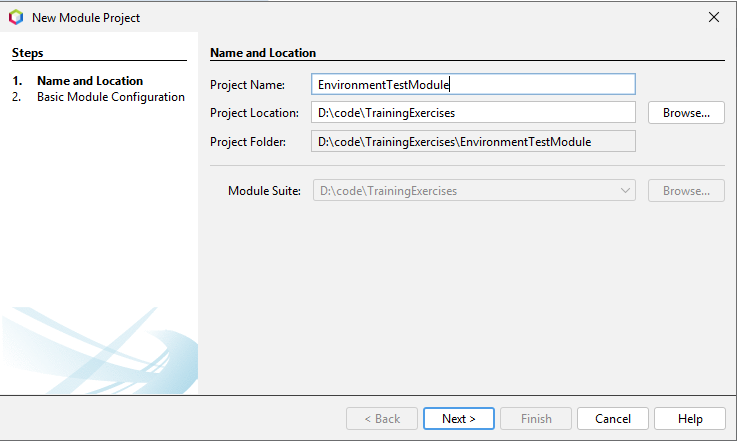 New Module Project
Steps
1. Name and Location
2. Basic Module Configuration
Name and Location
Project Name: EnvironmentTestModule
Project Location: D:\code\TrainingExercises Browse...
Project Folder: D:\code\TrainingExercises\EnvironmentTestModule
Module Suite: D:\code\TrainingExercises Browse...
< Back Next > Finish Cancel Help